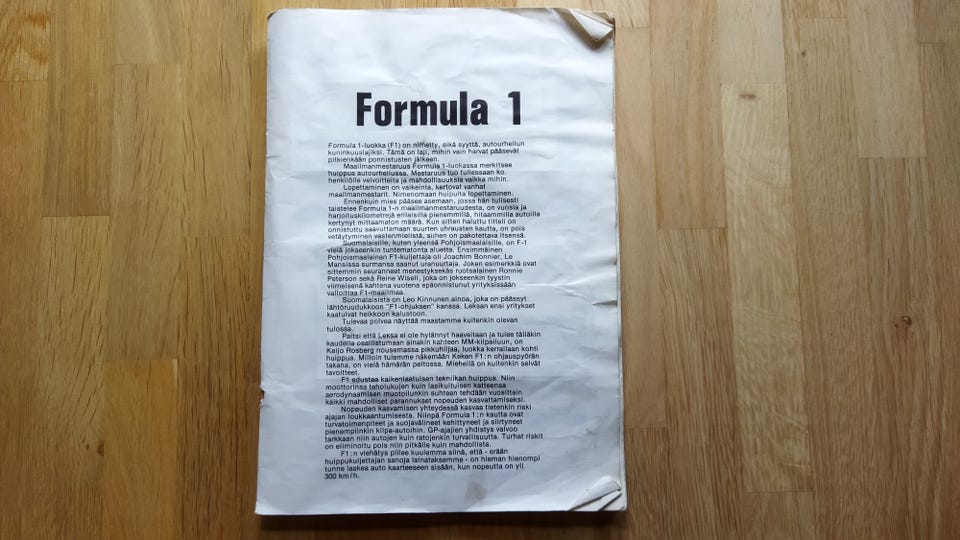 Formula 1
Formula 1-luokka (F1) on nimetty, eikä syyttä, autourheilun
kuninkuuslajiksi. Tämä on laji, mihin vain harvat pääsevät
pitkienkään ponnistusten jälkeen.
Maailmanmestaruus Formula 1-luokassa merkitsee
huippua autourheilussa. Mestaruus tuo tullessaan ko.
henkilölle velvoitteita ja mahdollisuuksia vaikka mihin.
Lopettaminen on vaikeinta, kertovat vanhat
maailmanmestarit. Nimenomaan huipulta lopettaminen.
Ennenkuin mies pääsee asemaan, jossa hän tulisesti
taistelee Formula 1-n maailmanmestaruudesta, on vuosia ja
harjoituskilometrejä erilaisilla pienemmillä, hitaammilla autoilla
kertynyt mittaamaton määrä. Kun sitten haluttu titteli on
onnistuttu saavuttamaan suurten uhrausten kautta, on pois
vetäytyminen vastenmielistä, siihen on pakotettava itsensä.
Suomalaisille, kuten yleensä Pohjoismaalaisille, on F-1
vielä jokseenkin tuntematonta aluetta. Ensimmäinen
Pohjoismaalainen F1-kuljettaja oli Joachim Bonnier, Le
Mansissa surmansa saanut uranuurtaja. Joken esimerkkiä ovat
sittemmin seuranneet menestyksekäs ruotsalainen Ronnie
Peterson sekä Reine Wisell, joka on jokseenkin tyystin
viimeisenä kahtena vuotena epäonnistunut yrityksissään
valloittaa F1-maailmaa.
Suomalaisista on Leo Kinnunen ainoa, joka on päässyt
lähtöruudukkoon "F1-ohjuksen" kanssa. Leksan ensi yritykset
kaatuivat heikkoon kalustoon.
Tulevaa polvea näyttää maastamme kuitenkin olevan
tulossa.
Paitsi että Leksa ei ole hylännyt haaveitaan ja tulee tälläkin
kaudella osallistumaan ainakin kahteen MM-kilpailuun, on
Keijo Rosberg nousemassa pikkuhiljaa, luokka kerrallaan kohti
huippua. Milloin tulemme näkemään Keken F1:n ohjauspyörän
takana, on vielä hämärän peitossa. Miehellä on kuitenkin selvät
tavoitteet.
F1 edustaa kaikenlaatuisen tekniikan huippua. Niin
moottorinsa teholukujen kuin lasikuituisen katteensa
aerodynaamisen muotoilunkin suhteen tehdään vuosittain
kaikki mahdolliset parannukset nopeuden kasvattamiseksi.
Nopeuden kasvamisen yhteydessä kasvaa tietenkin riski
ajajan loukkaantumisesta. Niinpä Formula 1:n kautta ovat
turvatoimenpiteet ja suojavälineet kehittyneet ja siirtyneet
pienempiinkin kilpa-autoihin. GP-ajajien yhdistys valvoo
tarkkaan niin autojen kuin ratojenkin turvallisuutta. Turhat riskit
on eliminoitu pois niin pitkälle kuin mahdollista.
F1:n viehätys piilee kuulemma siinä, että - erään
huippukuljettajan sanoja lainataksemme - on hieman hienompi
tunne laskea auto kaarteeseen sisään, kun nopeutta on yli
300 km/h.